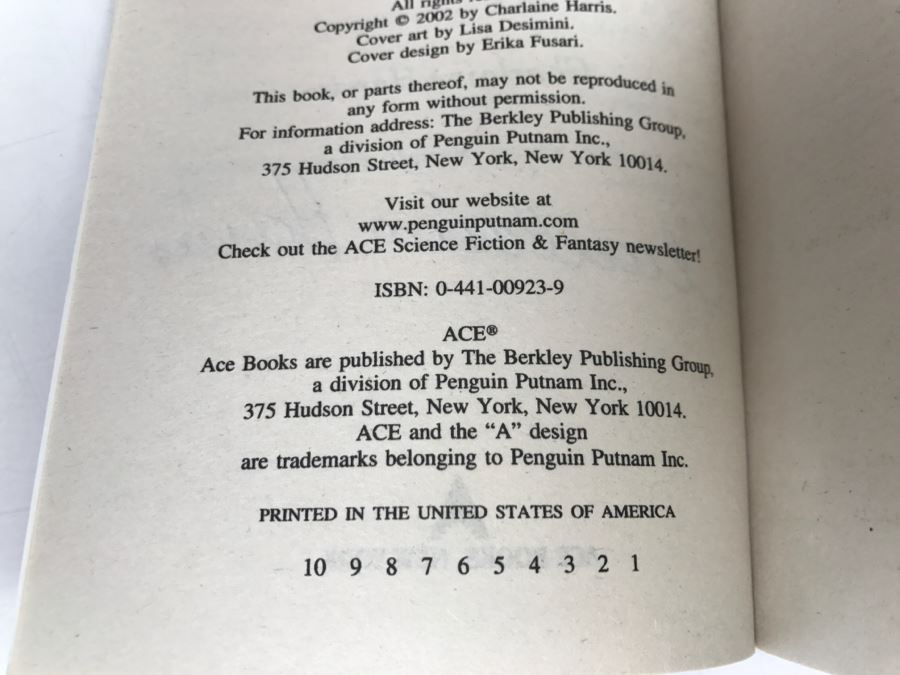 All rights
Copyright © 2002 by Charlaine Harris.
Cover art by Lisa Desimini.
Cover design by Erika Fusari.
This book, or parts thereof, may not be reproduced in
any form without permission.
For information address: The Berkley Publishing Group,
a division of Penguin Putnam Inc.,
375 Hudson Street, New York, New York 10014.
Visit our website at
www.penguinputnam.com
Check out the ACE Science Fiction & Fantasy newsletter!
ISBN: 0-441-00923-9
ACE®
Ace Books are published by The Berkley Publishing Group,
a division of Penguin Putnam Inc.,
375 Hudson Street, New York, New York 10014.
ACE and the “A” design
are trademarks belonging to Penguin Putnam Inc.
PRINTED IN THE UNITED STATES OF AMERICA
10 9 8 7 6 5 4 3 2 1